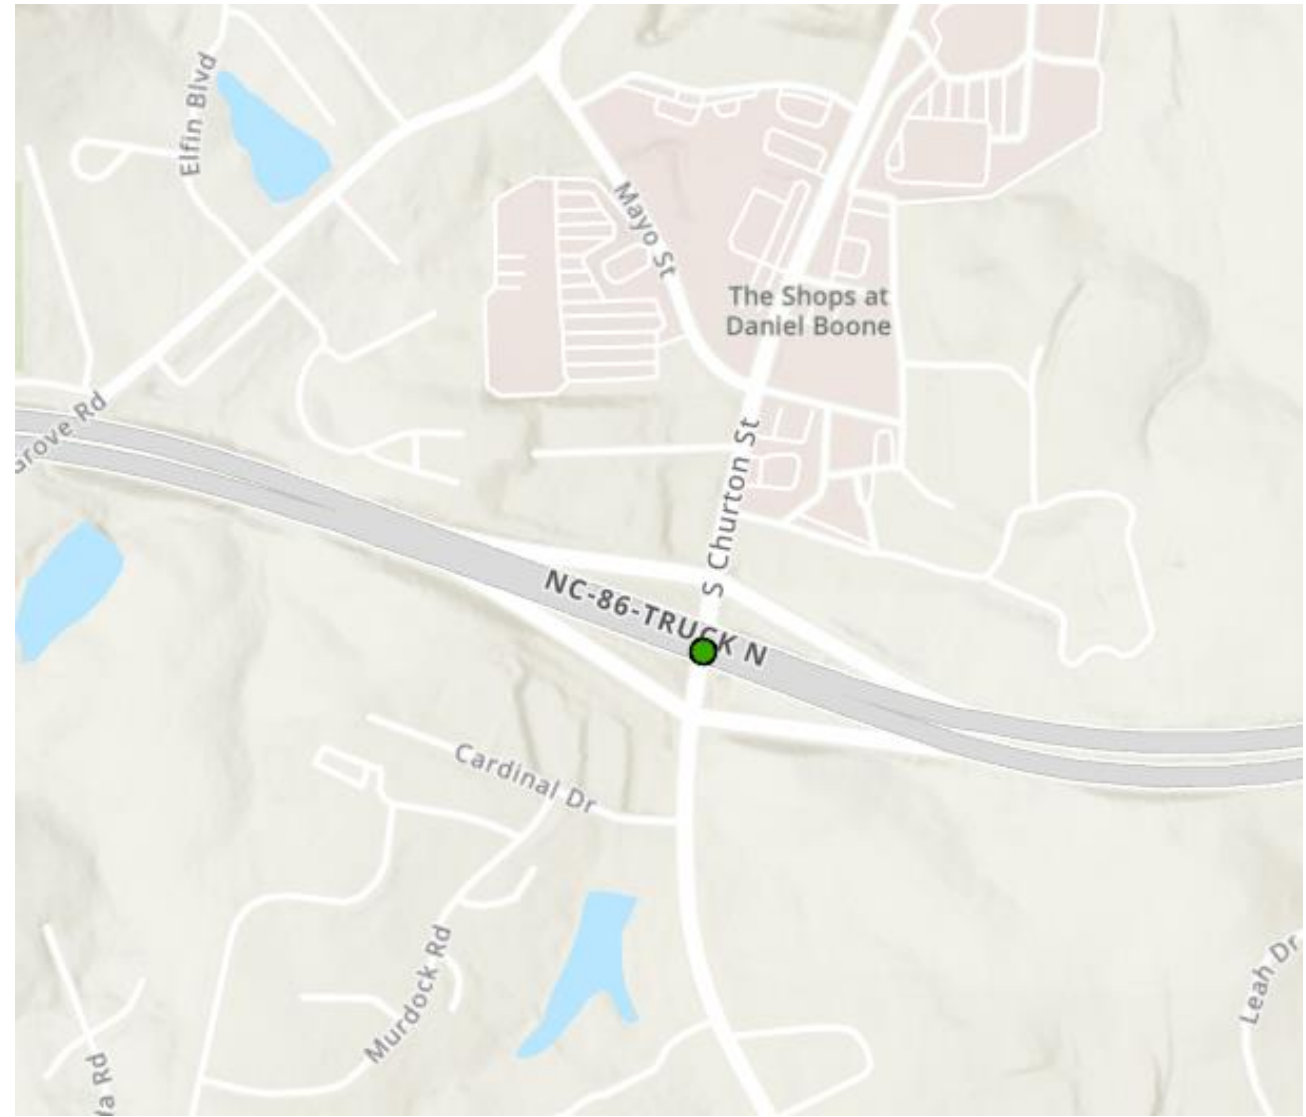 Elfin Blvd
Mayo St
The Shops at
Daniel Boone
Grove Rd
S Churton St
NC-86-TRUCK N
Cardinal Dr
Murdock Rd
Leah Dr
Rd